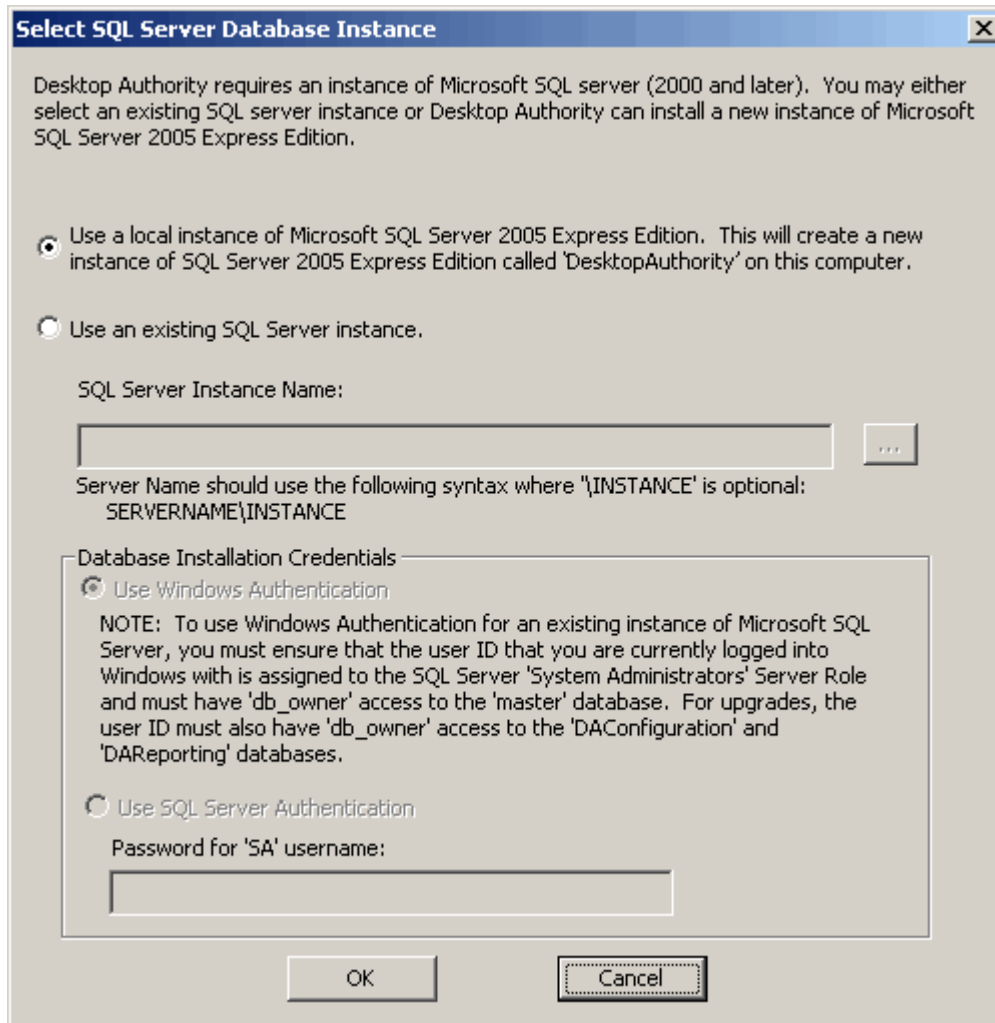 Select SQL Server Database Instance
Desktop Authority requires an instance of Microsoft SQL server (2000 and later).  You may either
select an existing SQL server instance or Desktop Authority can install a new instance of Microsoft
SQL Server 2005 Express Edition.
Use a local instance of Microsoft SQL Server 2005 Express Edition.  This will create a new
instance of SQL Server 2005 Express Edition called 'DesktopAuthority' on this computer.
Use an existing SQL Server instance.
SQL Server Instance Name:
...
Server Name should use the following syntax where '\INSTANCE' is optional:
SERVERNAME\INSTANCE
Database Installation Credentials
Use Windows Authentication
NOTE:  To use Windows Authentication for an existing instance of Microsoft SQL
Server, you must ensure that the user ID that you are currently logged into
Windows with is assigned to the SQL Server 'System Administrators' Server Role
and must have 'db_owner' access to the 'master' database.  For upgrades, the
user ID must also have 'db_owner' access to the 'DAConfiguration' and
'DAReporting' databases.
Use SQL Server Authentication
Password for 'SA' username:
OK
Cancel